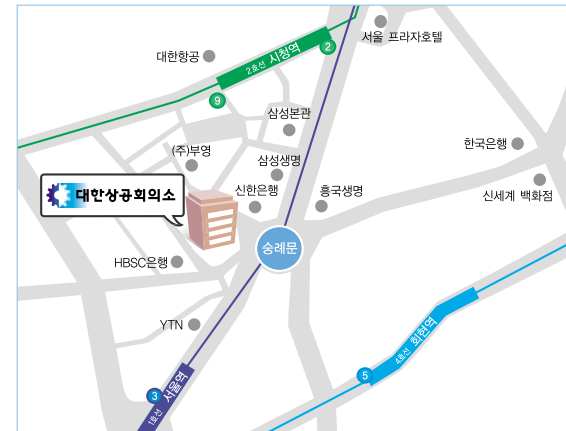 서울 프라자호텔
대한항공
2호선 시청역
2
9
삼성본관
한국은행
(주)부영
삼성생명
대한상공회의소
신한은행
흥국생명
신세계 백화점
숭례문
HBSC은행
YTN
4호선 회현역
5
3
1호선 서울역